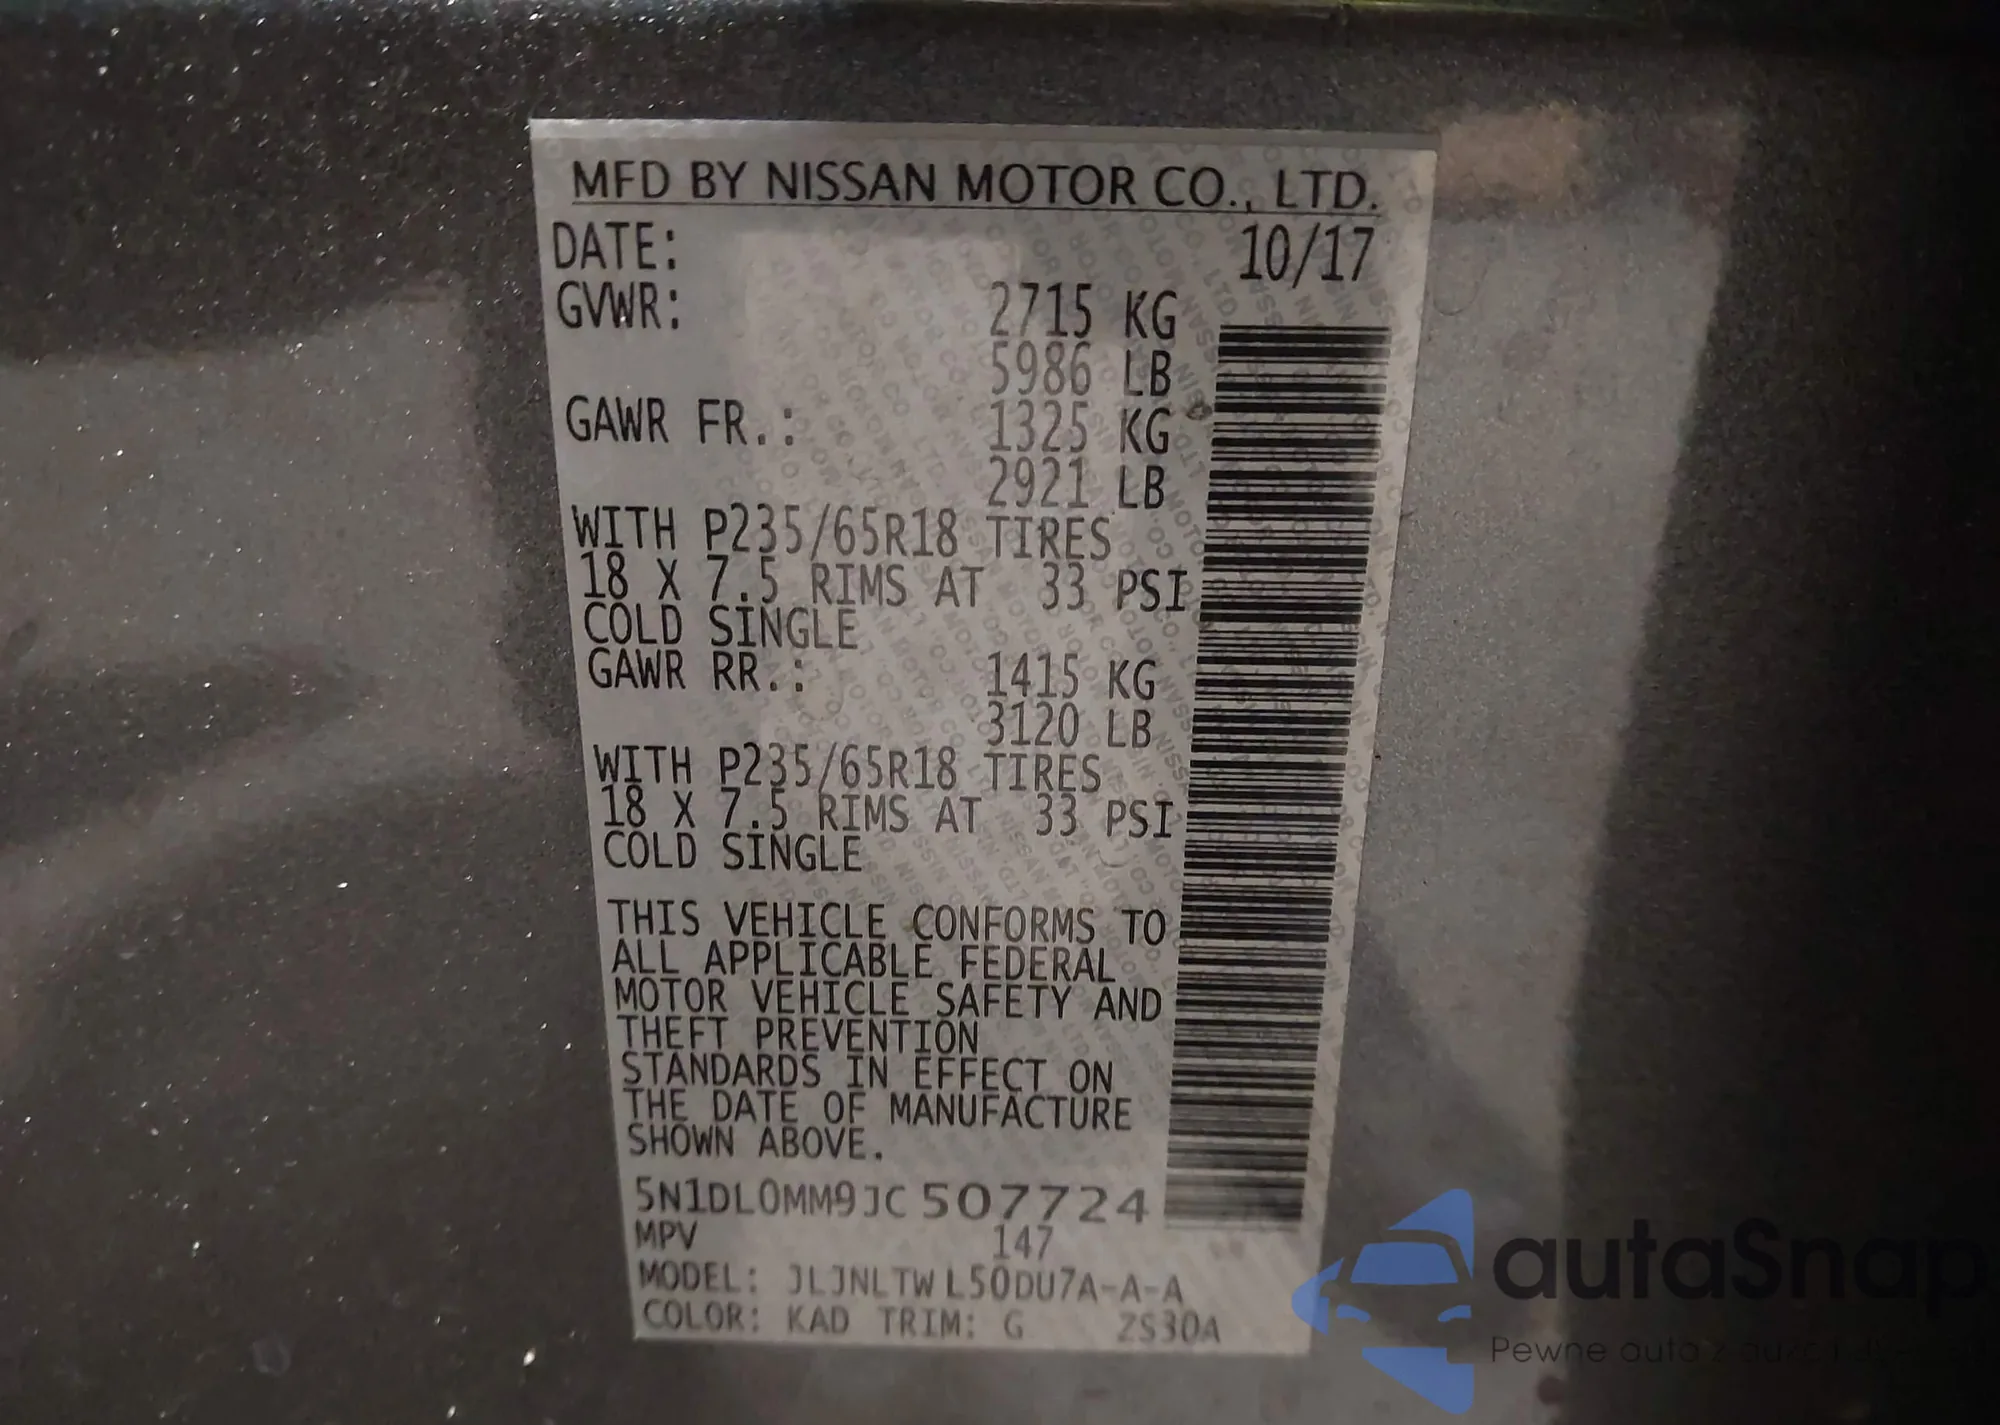 MFD BY NISSAN MOTOR CO., LTD.
DATE: 10/17
GVWR: 2715 KG
5986 LB
GAWR FR.: 1325 KG
2921 LB
WITH P235/65R18 TIRES
18 X 7.5 RIMS AT 33 PSI
COLD SINGLE
GAWR RR.: 1415 KG
3120 LB
WITH P235/65R18 TIRES
18 X 7.5 RIMS AT 33 PSI
COLD SINGLE
THIS VEHICLE CONFORMS TO
ALL APPLICABLE FEDERAL
MOTOR VEHICLE SAFETY AND
THEFT PREVENTION
STANDARDS IN EFFECT ON
THE DATE OF MANUFACTURE
SHOWN ABOVE.
5N1DL0MM9JC507724
MPV 147
MODEL: JLJNLTWL50DU7A-A-A
COLOR: KAD TRIM: G ZS30A
autaSnap
Pewne auto z